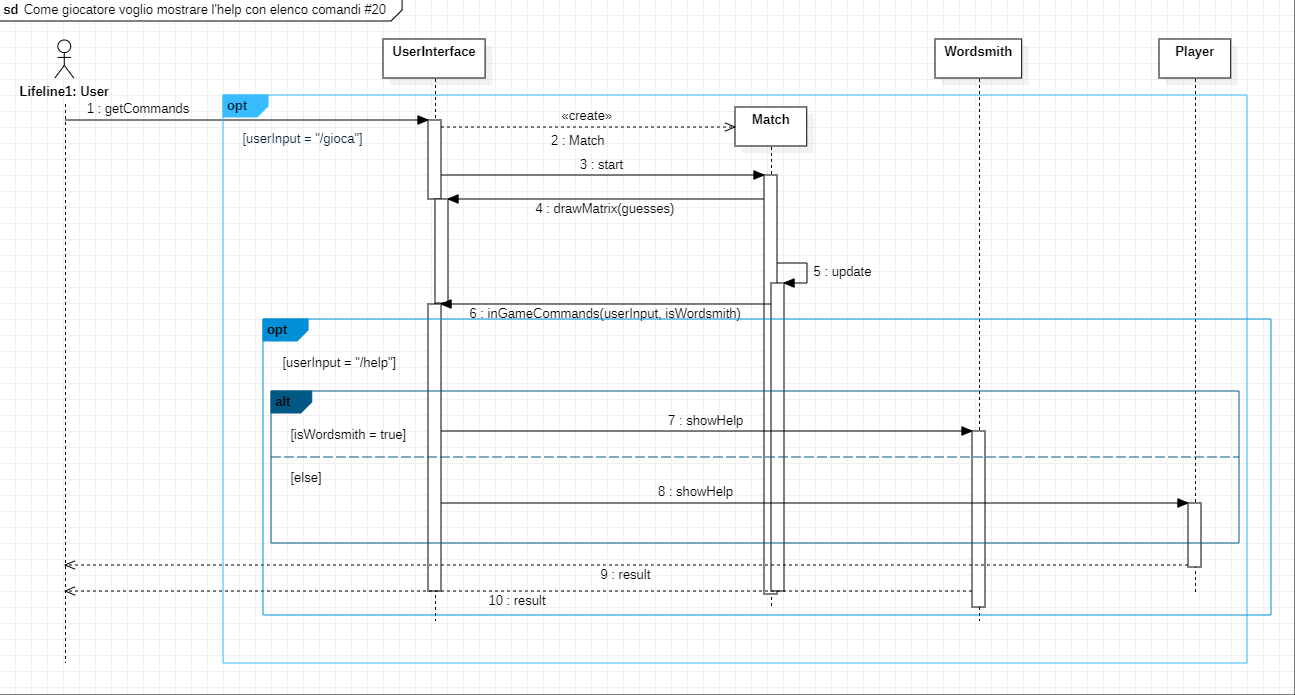 sd Come giocatore voglio mostrare l'help con elenco comandi #20
UserInterface
Wordsmith
Player
Lifeline1: User
1 : getCommands
opt
[userInput = "/gioca"]
«create»
Match
2 : Match
3 : start
4 : drawMatrix(guesses)
5 : update
6 : inGameCommands(userInput, isWordsmith)
opt
[userInput = "/help"]
alt
7 : showHelp
[isWordsmith = true]
[else]
8 : showHelp
9 : result
10 : result